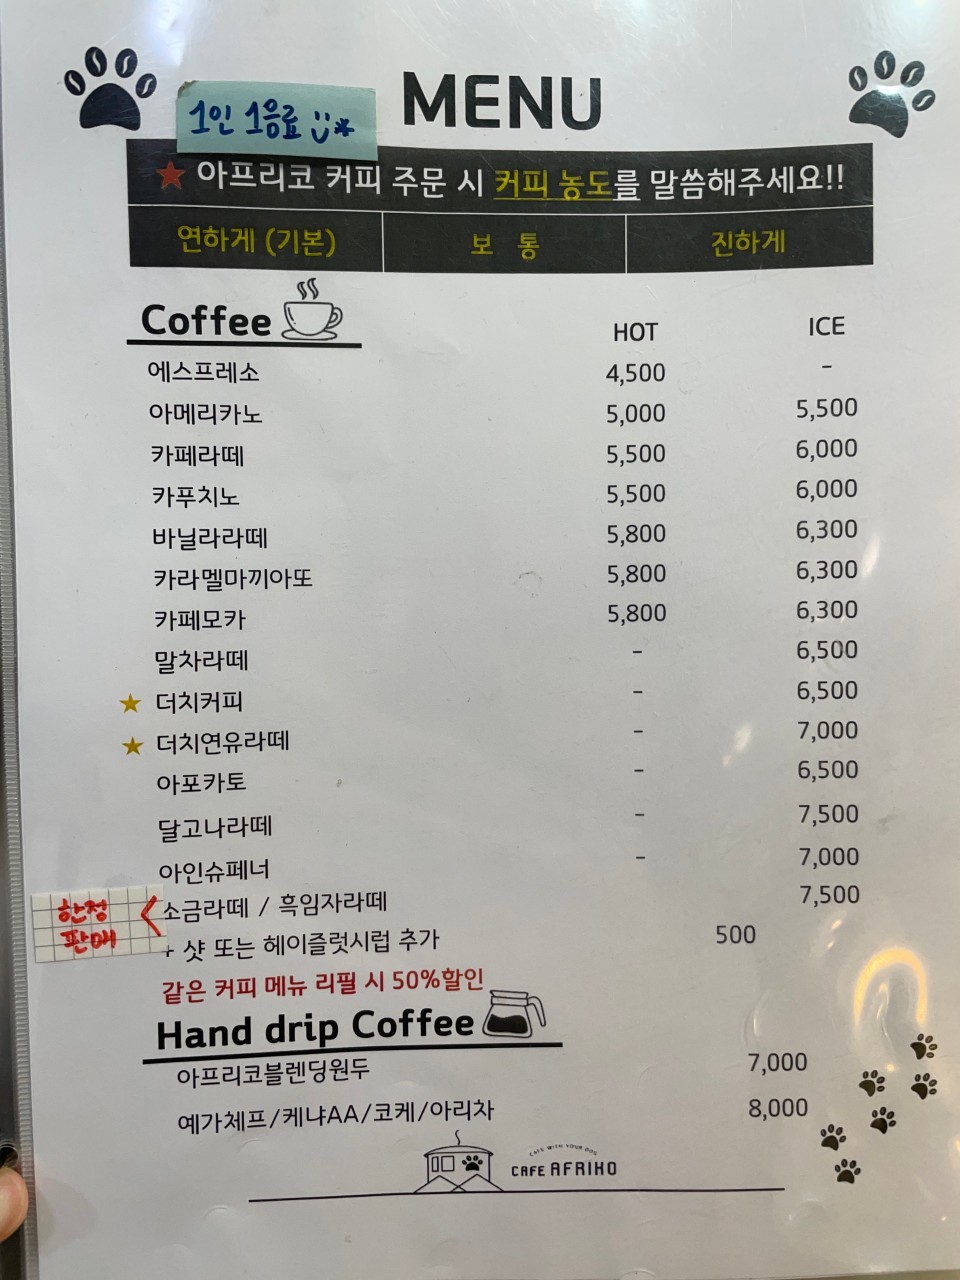 MENU
1인 1음료
아프리코 커피 주문 시 커피 농도를 말씀해주세요!!
연하게 (기본) 보 통 진하게
Coffee HOT ICE
에스프레소 4,500 -
아메리카노 5,000 5,500
카페라떼 5,500 6,000
카푸치노 5,500 6,000
바닐라라떼 5,800 6,300
카라멜마끼아또 5,800 6,300
카페모카 5,800 6,300
말차라떼 - 6,500
★ 더치커피 - 6,500
★ 더치연유라떼 - 7,000
아포카토 - 6,500
달고나라떼 - 7,500
아인슈페너 - 7,000
한정
판매
소금라떼 / 흑임자라떼 7,500
+ 샷 또는 헤이즐럿시럽 추가 500
같은 커피 메뉴 리필 시 50%할인
Hand drip Coffee
아프리코블렌딩원두 7,000
예가체프/케냐AA/코케/아리차 8,000
CAFE WITH YOUR DOG
CAFE AFRIKO